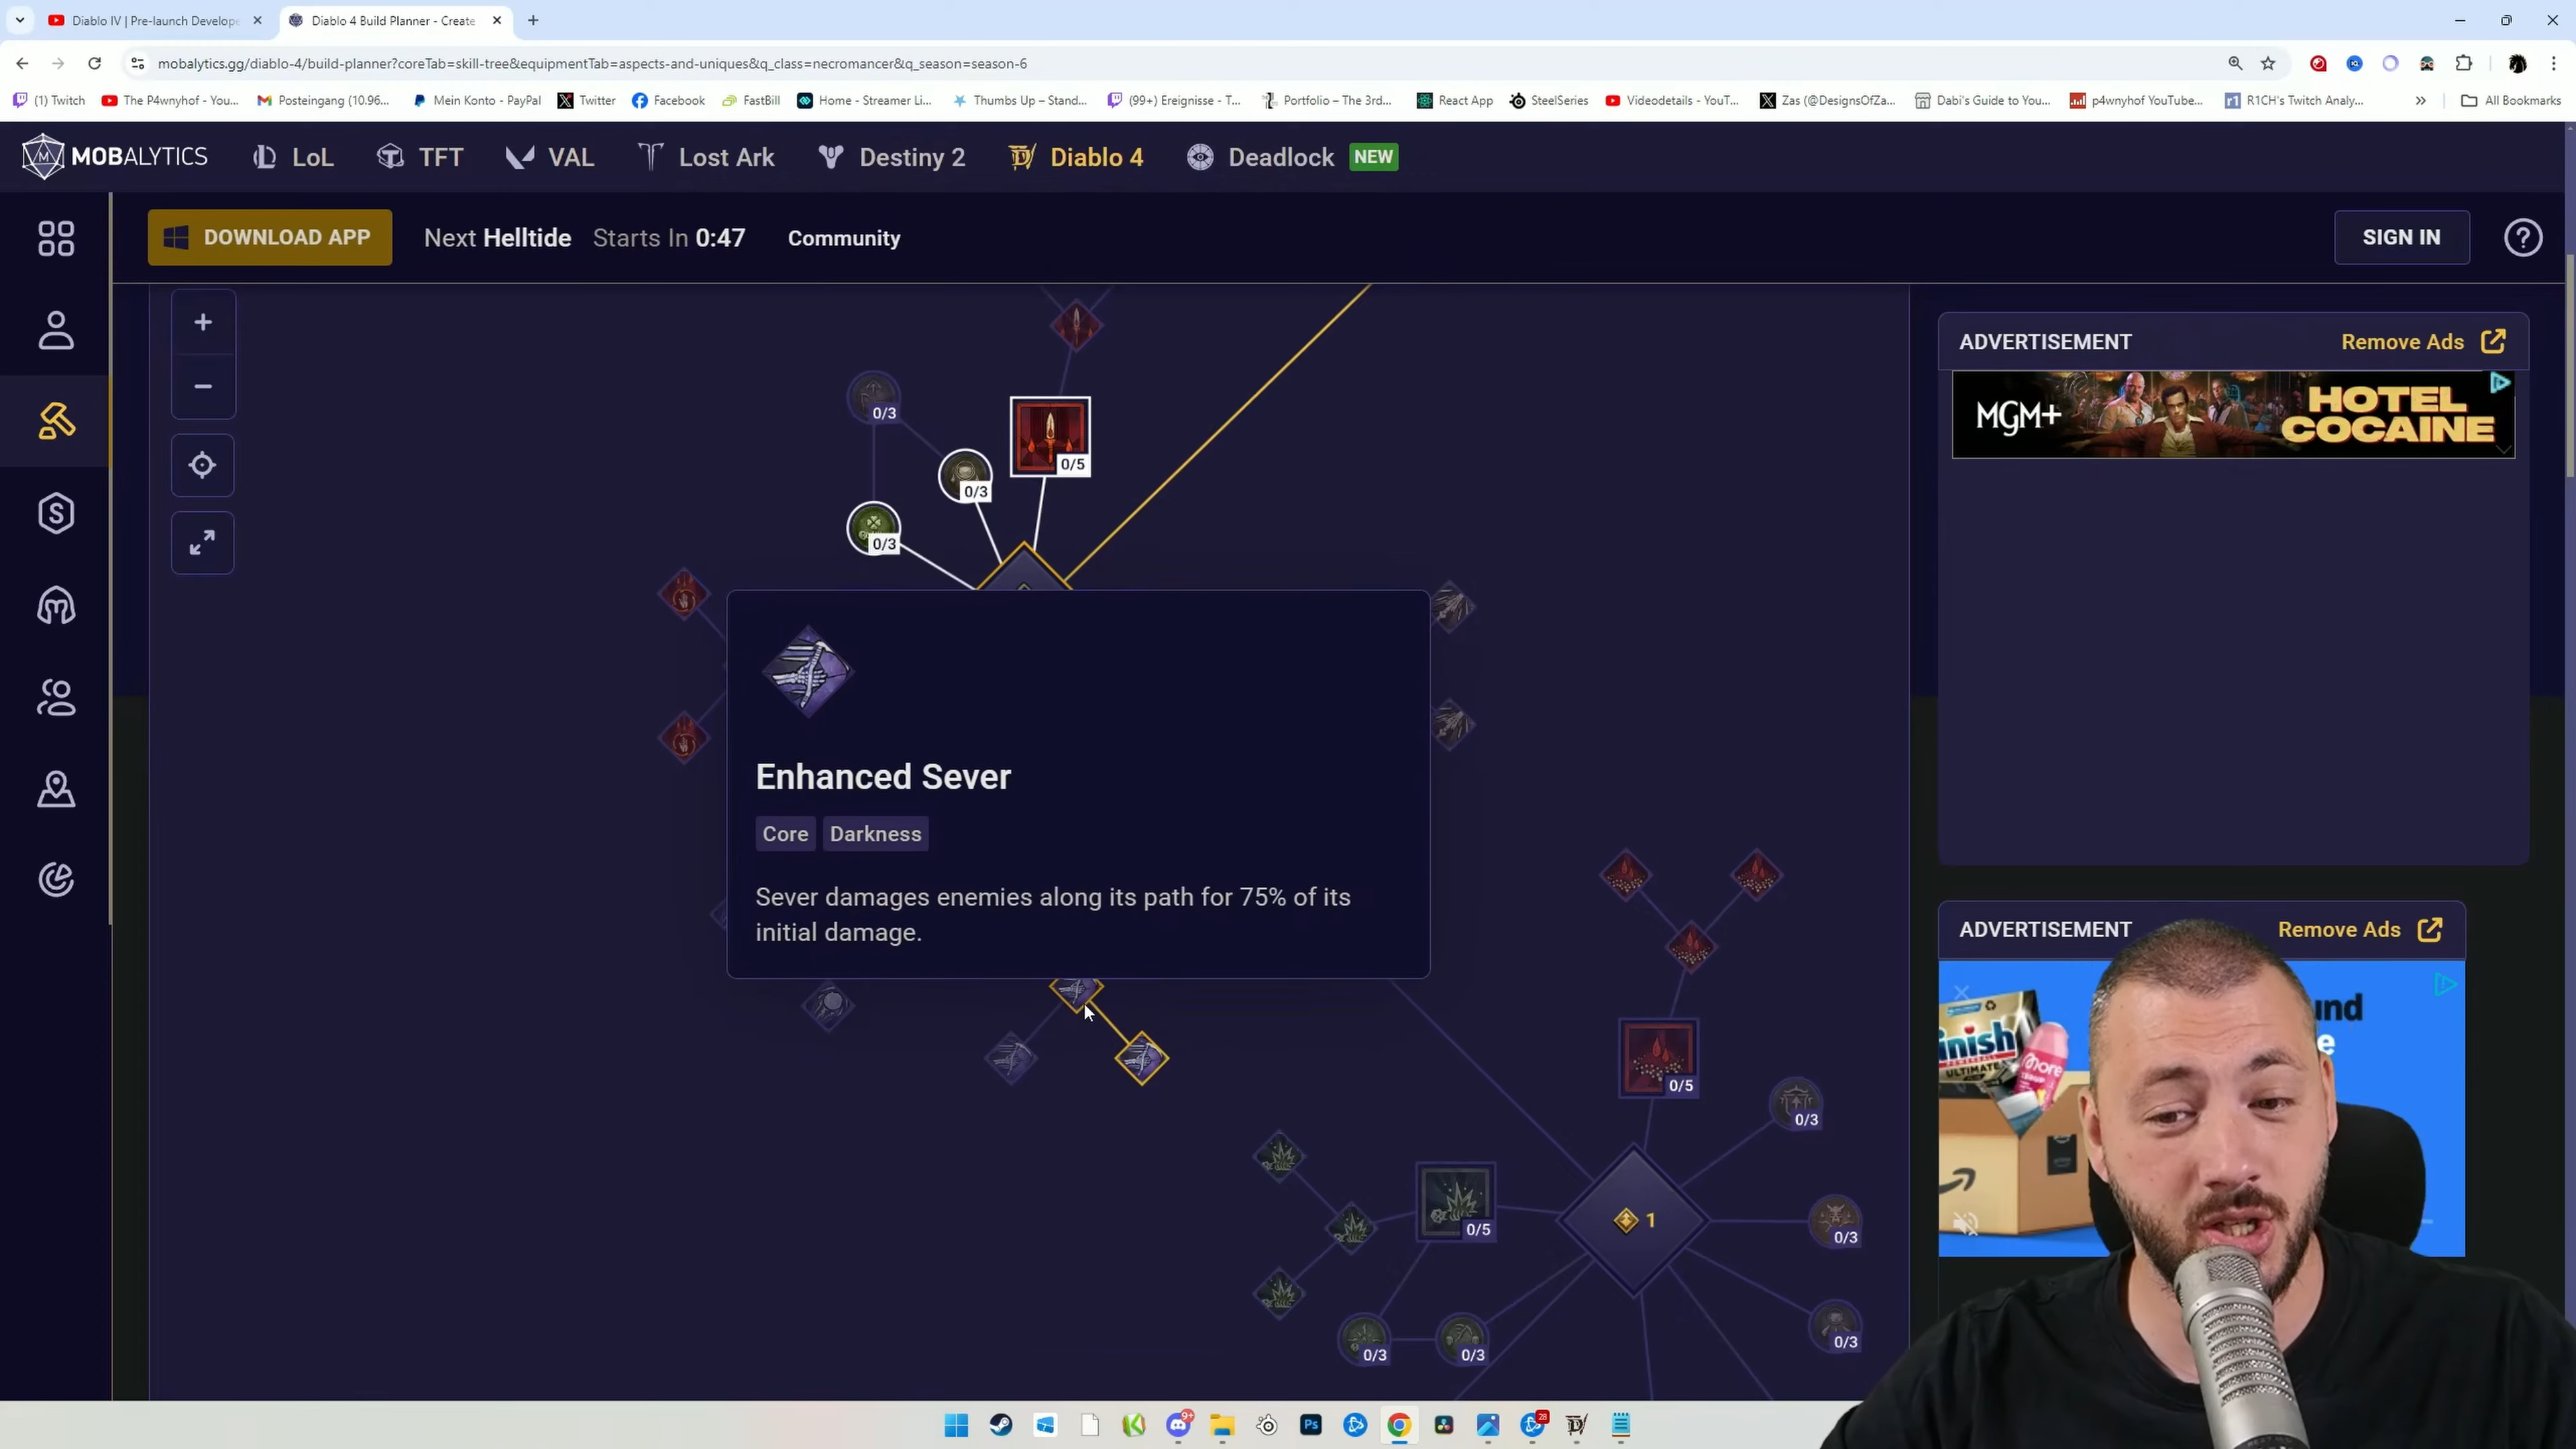 Diablo IV | Pre-launch Develope
Diablo 4 Build Planner - Create
mobalytics.gg/diablo-4/build-planner?coreTab=skill-tree&equipmentTab=aspects-and-uniques&q_class=necromancer&q_season=season-6
(1) Twitch
The P4wnyhof - You...
Posteingang (10.96...
Mein Konto - PayPal
Twitter
Facebook
FastBill
Home - Streamer Li...
Thumbs Up – Stand...
(99+) Ereignisse - T...
Portfolio – The 3rd...
React App
SteelSeries
Videodetails - YouT...
Zas (@DesignsOfZa...
Dabi's Guide to You...
p4wnyhof YouTube...
R1CH's Twitch Analy...
All Bookmarks
MOBALYTICS
LoL
TFT
VAL
Lost Ark
Destiny 2
Diablo 4
Deadlock NEW
DOWNLOAD APP
Next Helltide Starts In 0:47
Community
SIGN IN
ADVERTISEMENT
Remove Ads
MGM+
HOTEL
COCAINE
0/3
0/5
0/3
0/3
Enhanced Sever
Core Darkness
Sever damages enemies along its path for 75% of its
initial damage.
ADVERTISEMENT
Remove Ads
0/5
0/3
0/5
1
0/3
0/3
0/3
0/3
9+
Ps
28